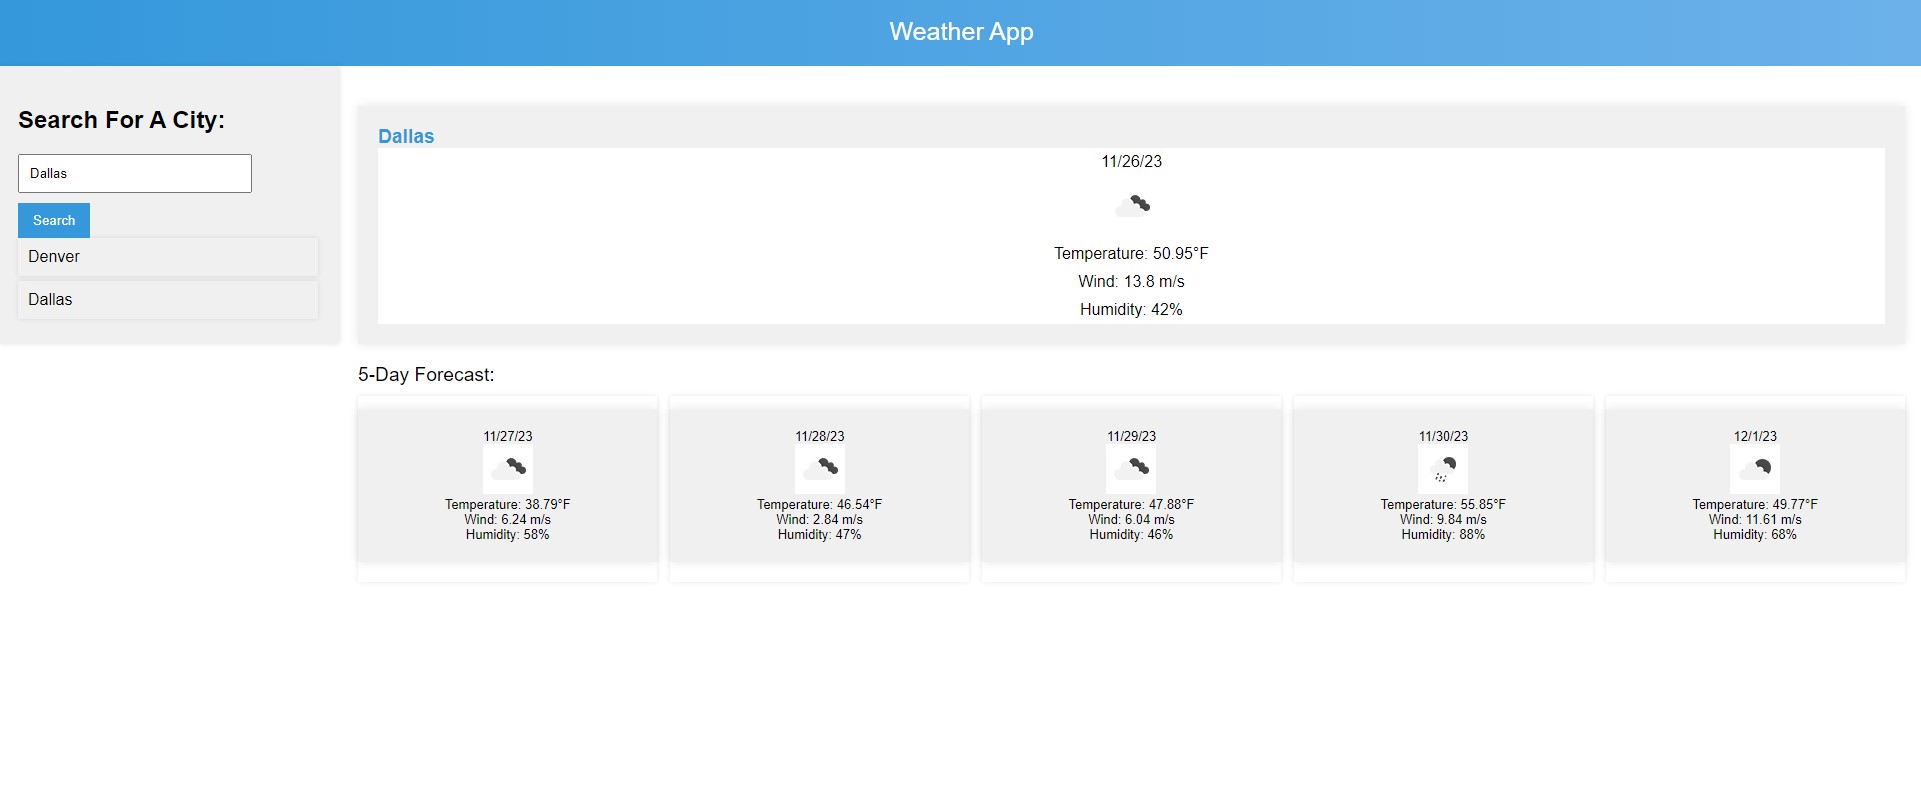 Weather App
Search For A City:
Dallas
Search
Denver
Dallas
Dallas
11/26/23
Temperature: 50.95°F
Wind: 13.8 m/s
Humidity: 42%
5-Day Forecast:
11/27/23
Temperature: 38.79°F
Wind: 6.24 m/s
Humidity: 58%
11/28/23
Temperature: 46.54°F
Wind: 2.84 m/s
Humidity: 47%
11/29/23
Temperature: 47.88°F
Wind: 6.04 m/s
Humidity: 46%
11/30/23
Temperature: 55.85°F
Wind: 9.84 m/s
Humidity: 88%
12/1/23
Temperature: 49.77°F
Wind: 11.61 m/s
Humidity: 68%